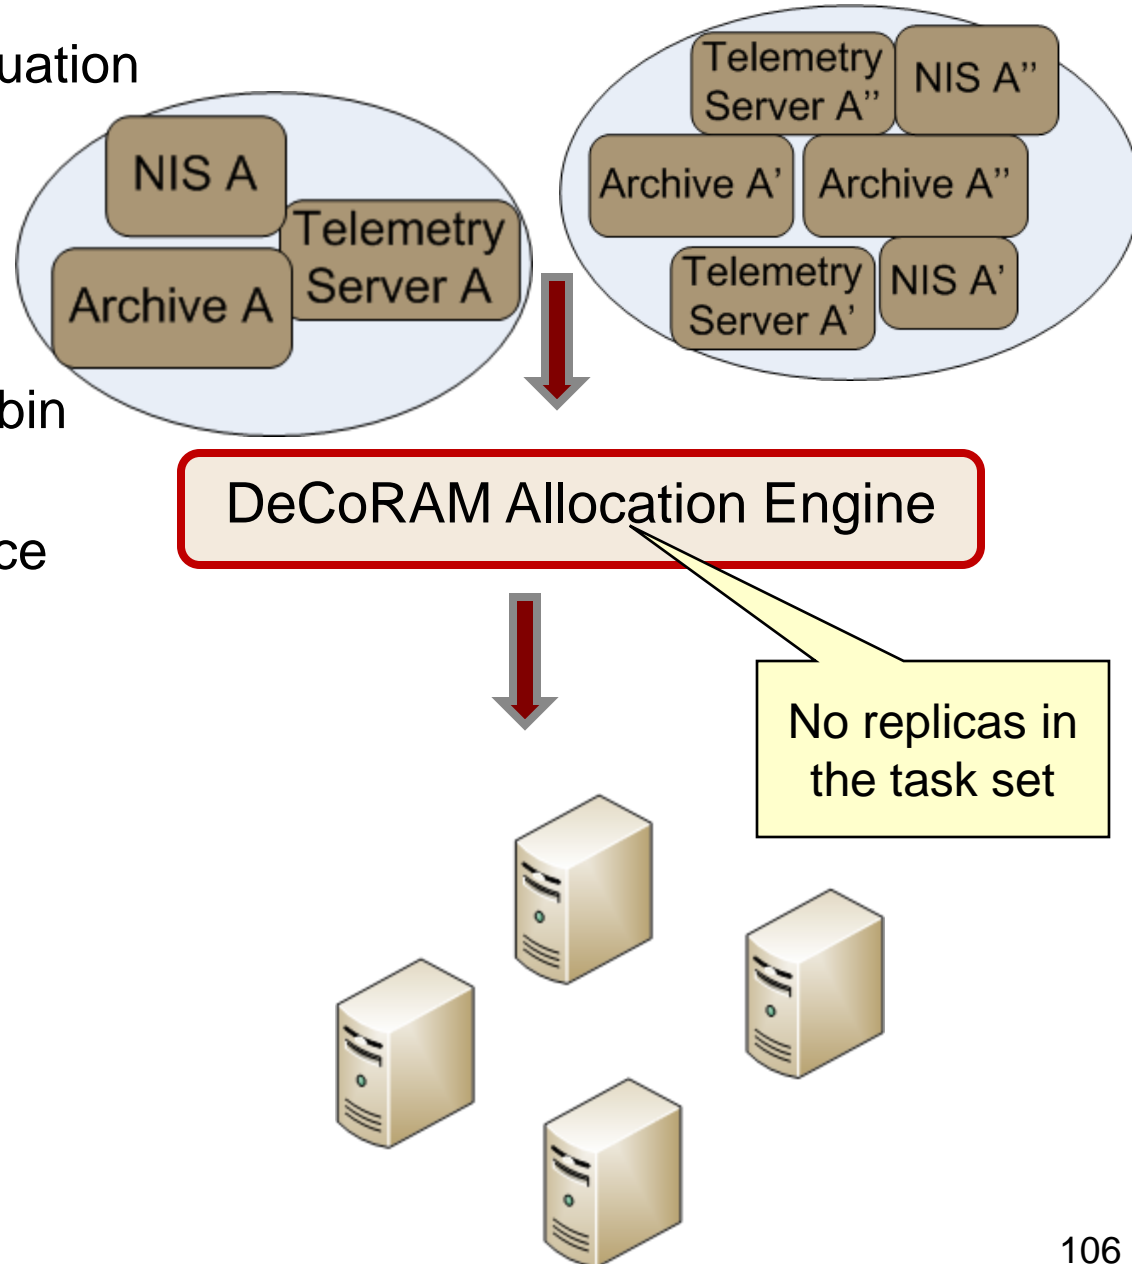 uation
NIS A
Telemetry
Server A
Archive A
Telemetry
Server A’’
NIS A’’
Archive A’
Archive A’’
Telemetry
Server A’
NIS A’
bin
ce
DeCoRAM Allocation Engine
No replicas in
the task set
106